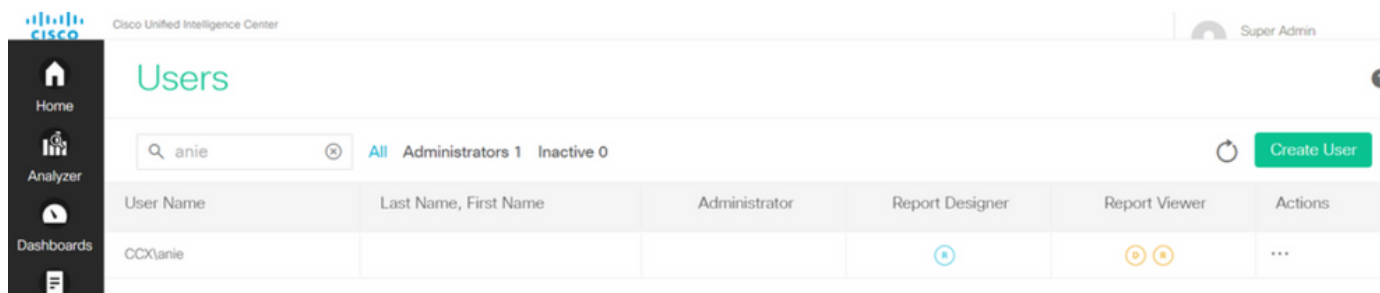 CISCO
Cisco Unified Intelligence Center
Super Admin
Home
Analyzer
Dashboards
Users
anie
All Administrators 1 Inactive 0
Create User
User Name Last Name, First Name Administrator Report Designer Report Viewer Actions
CCX\anie R D R ...